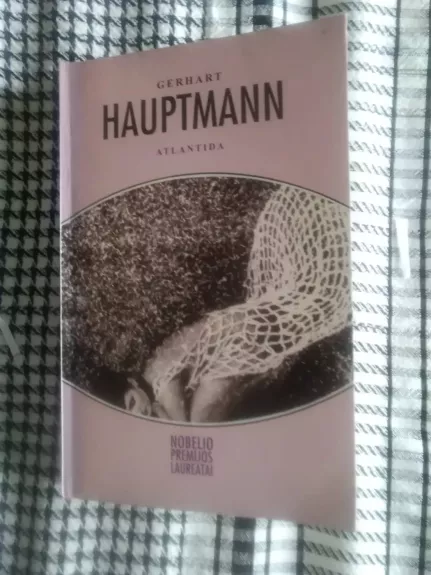 GERHART
HAUPTMANN
ATLANTIDA
NOBELIO
PREMIJOS
LAUREATAI